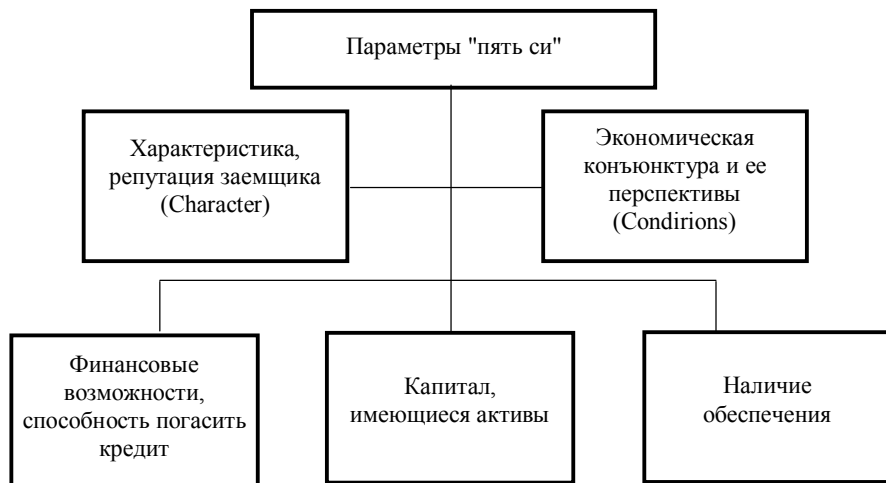 Параметры "пять си"
Характеристика,
репутация заемщика
(Character)
Экономическая
конъюнктура и ее
перспективы
(Condirions)
Финансовые
возможности,
способность погасить
кредит
Капитал,
имеющиеся активы
Наличие
обеспечения